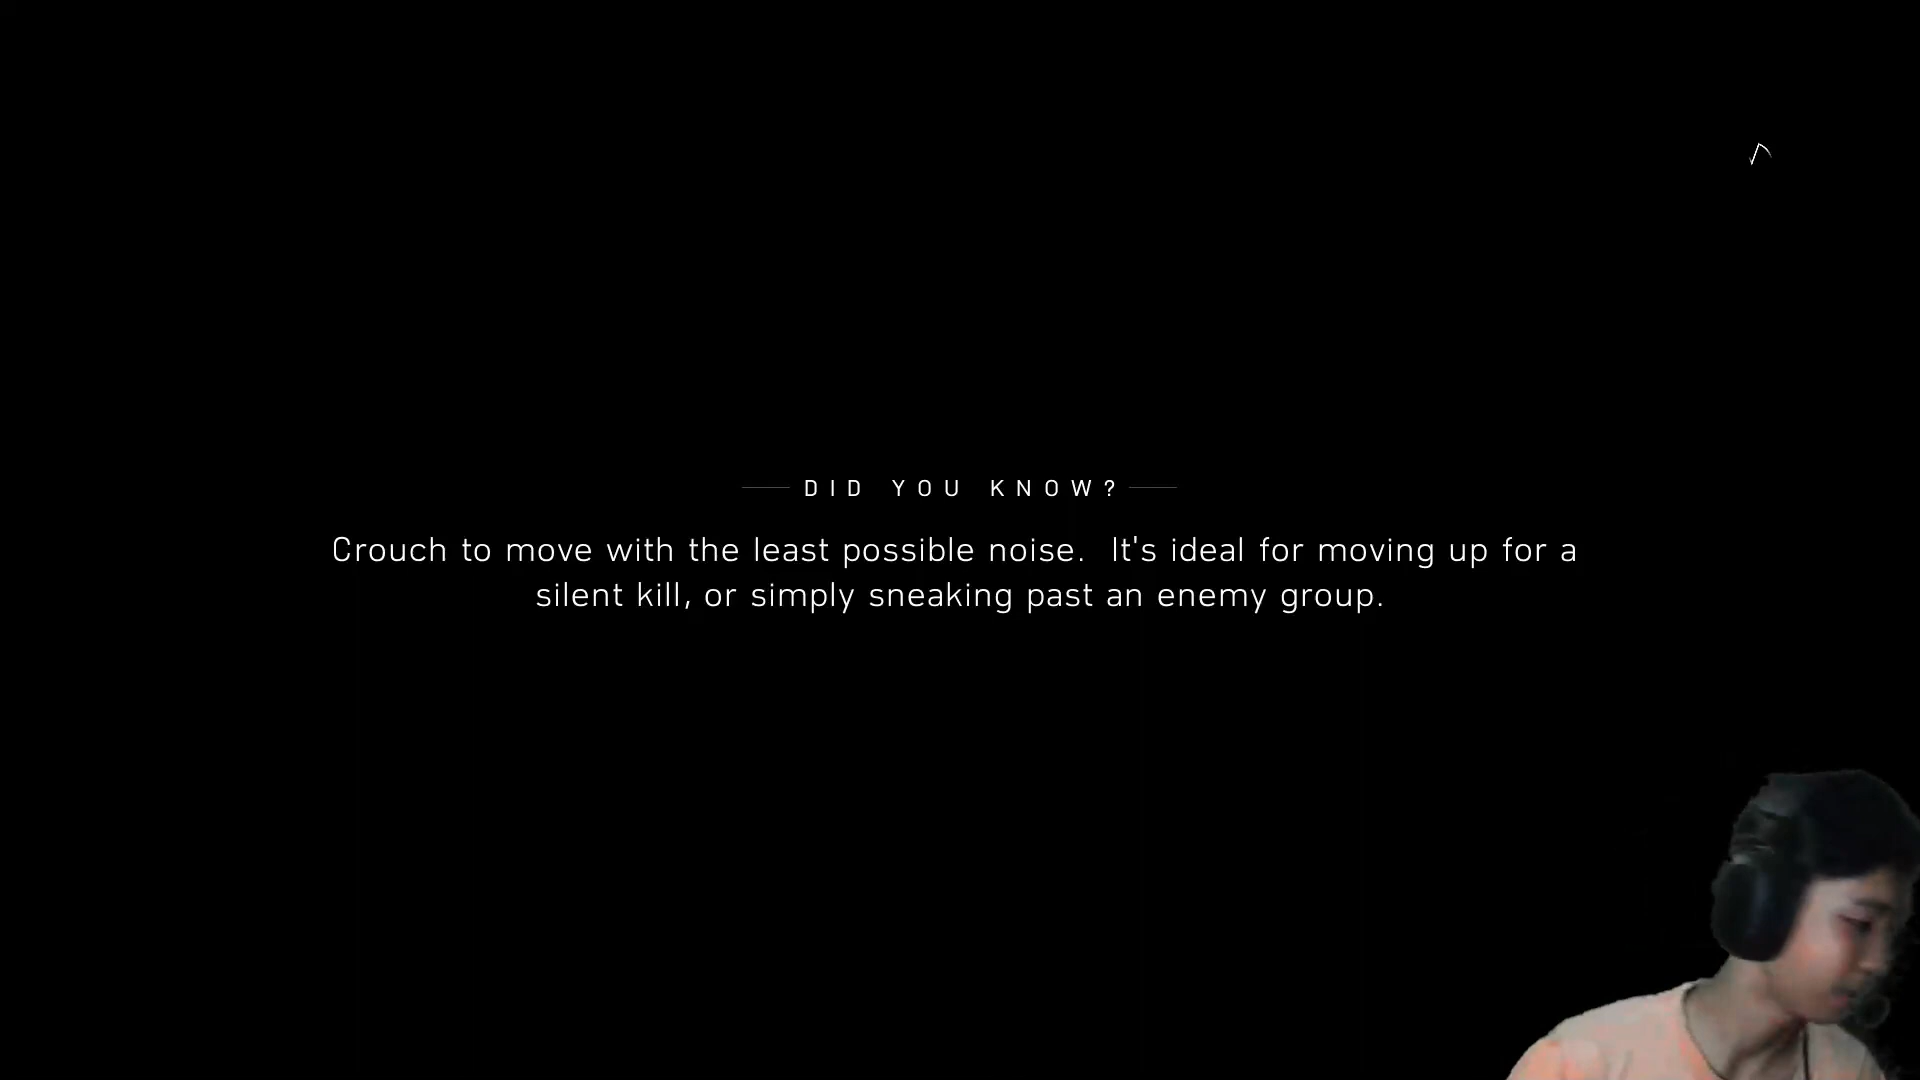 DID YOU KNOW?
Crouch to move with the least possible noise.  It's ideal for moving up for a
silent kill, or simply sneaking past an enemy group.